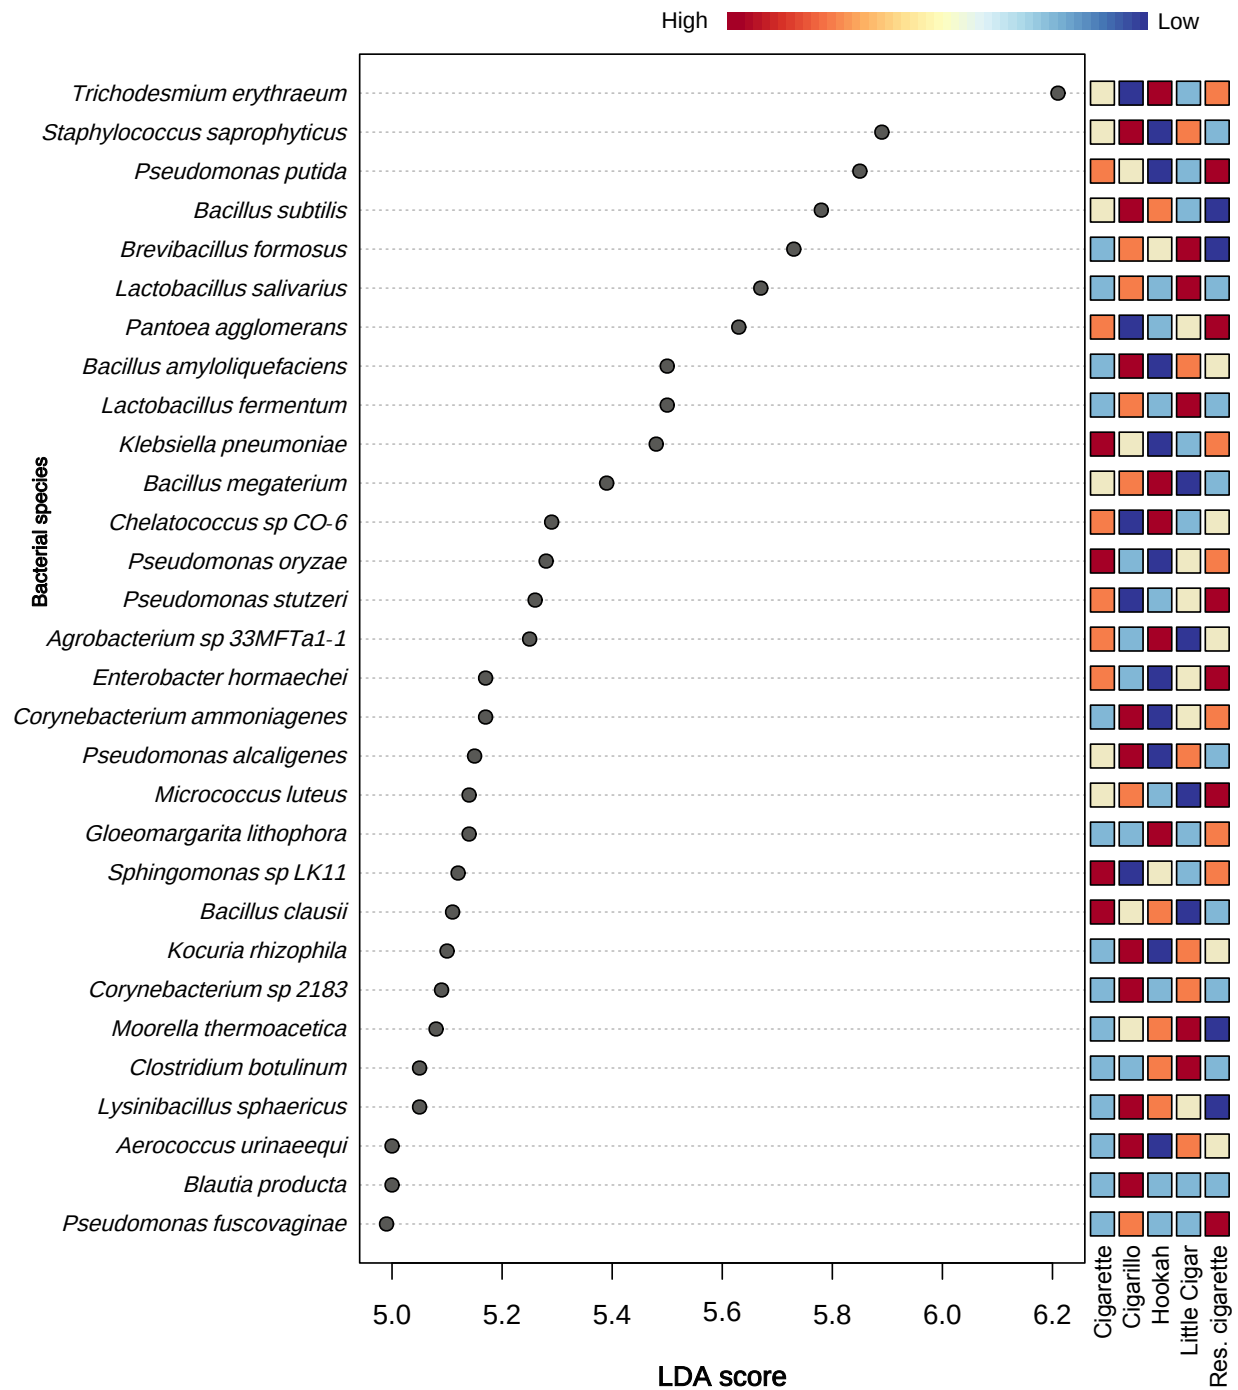 High Low
Trichodesmium erythraeum
Staphylococcus saprophyticus
Pseudomonas putida
Bacillus subtilis
Brevibacillus formosus
Lactobacillus salivarius
Pantoea agglomerans
Bacillus amyloliquefaciens
Lactobacillus fermentum
Klebsiella pneumoniae
Bacillus megaterium
Chelatococcus sp CO-6
Pseudomonas oryzae
Pseudomonas stutzeri
Agrobacterium sp 33MFTa1-1
Enterobacter hormaechei
Corynebacterium ammoniagenes
Pseudomonas alcaligenes
Micrococcus luteus
Gloeomargarita lithophora
Sphingomonas sp LK11
Bacillus clausii
Kocuria rhizophila
Corynebacterium sp 2183
Moorella thermoacetica
Clostridium botulinum
Lysinibacillus sphaericus
Aerococcus urinaeequi
Blautia producta
Pseudomonas fuscovaginae
Bacterial species
5.0 5.2 5.4 5.6 5.8 6.0 6.2
LDA score
Cigarette
Cigarillo
Hookah
Little Cigar
Res. cigarette